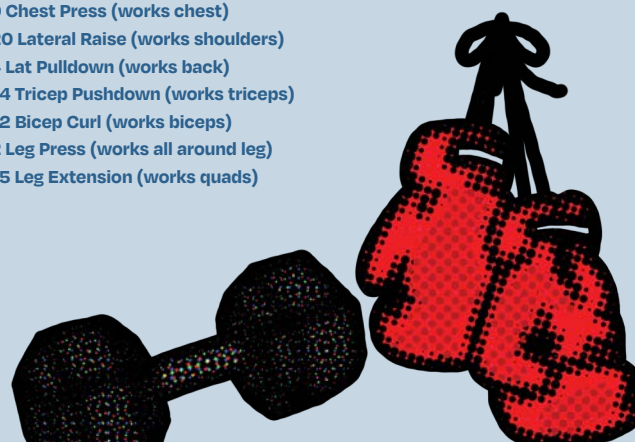 Chest Press (works chest)
20 Lateral Raise (works shoulders)
Lat Pulldown (works back)
4 Tricep Pushdown (works triceps)
2 Bicep Curl (works biceps)
Leg Press (works all around leg)
5 Leg Extension (works quads)